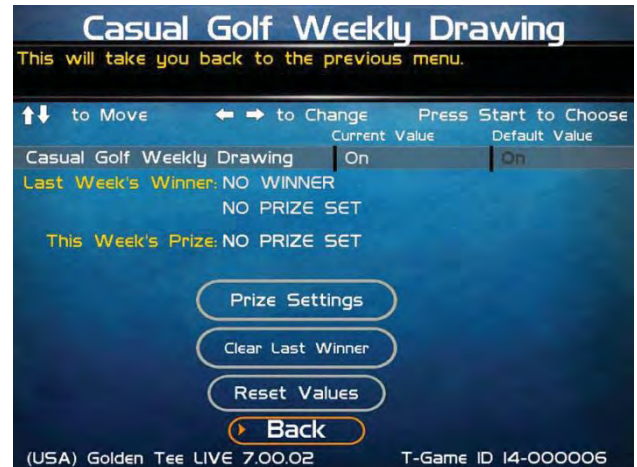 Casual Golf Weekly Drawing
This will take you back to the previous menu.
to Move to Change Press Start to Choose
Current Value Default Value
Casual Golf Weekly Drawing On On
Last Week's Winner: NO WINNER
NO PRIZE SET
This Week's Prize: NO PRIZE SET
Prize Settings
Clear Last Winner
Reset Values
Back
(USA) Golden Tee LIVE 7.00.02 T-Game ID 14-000006